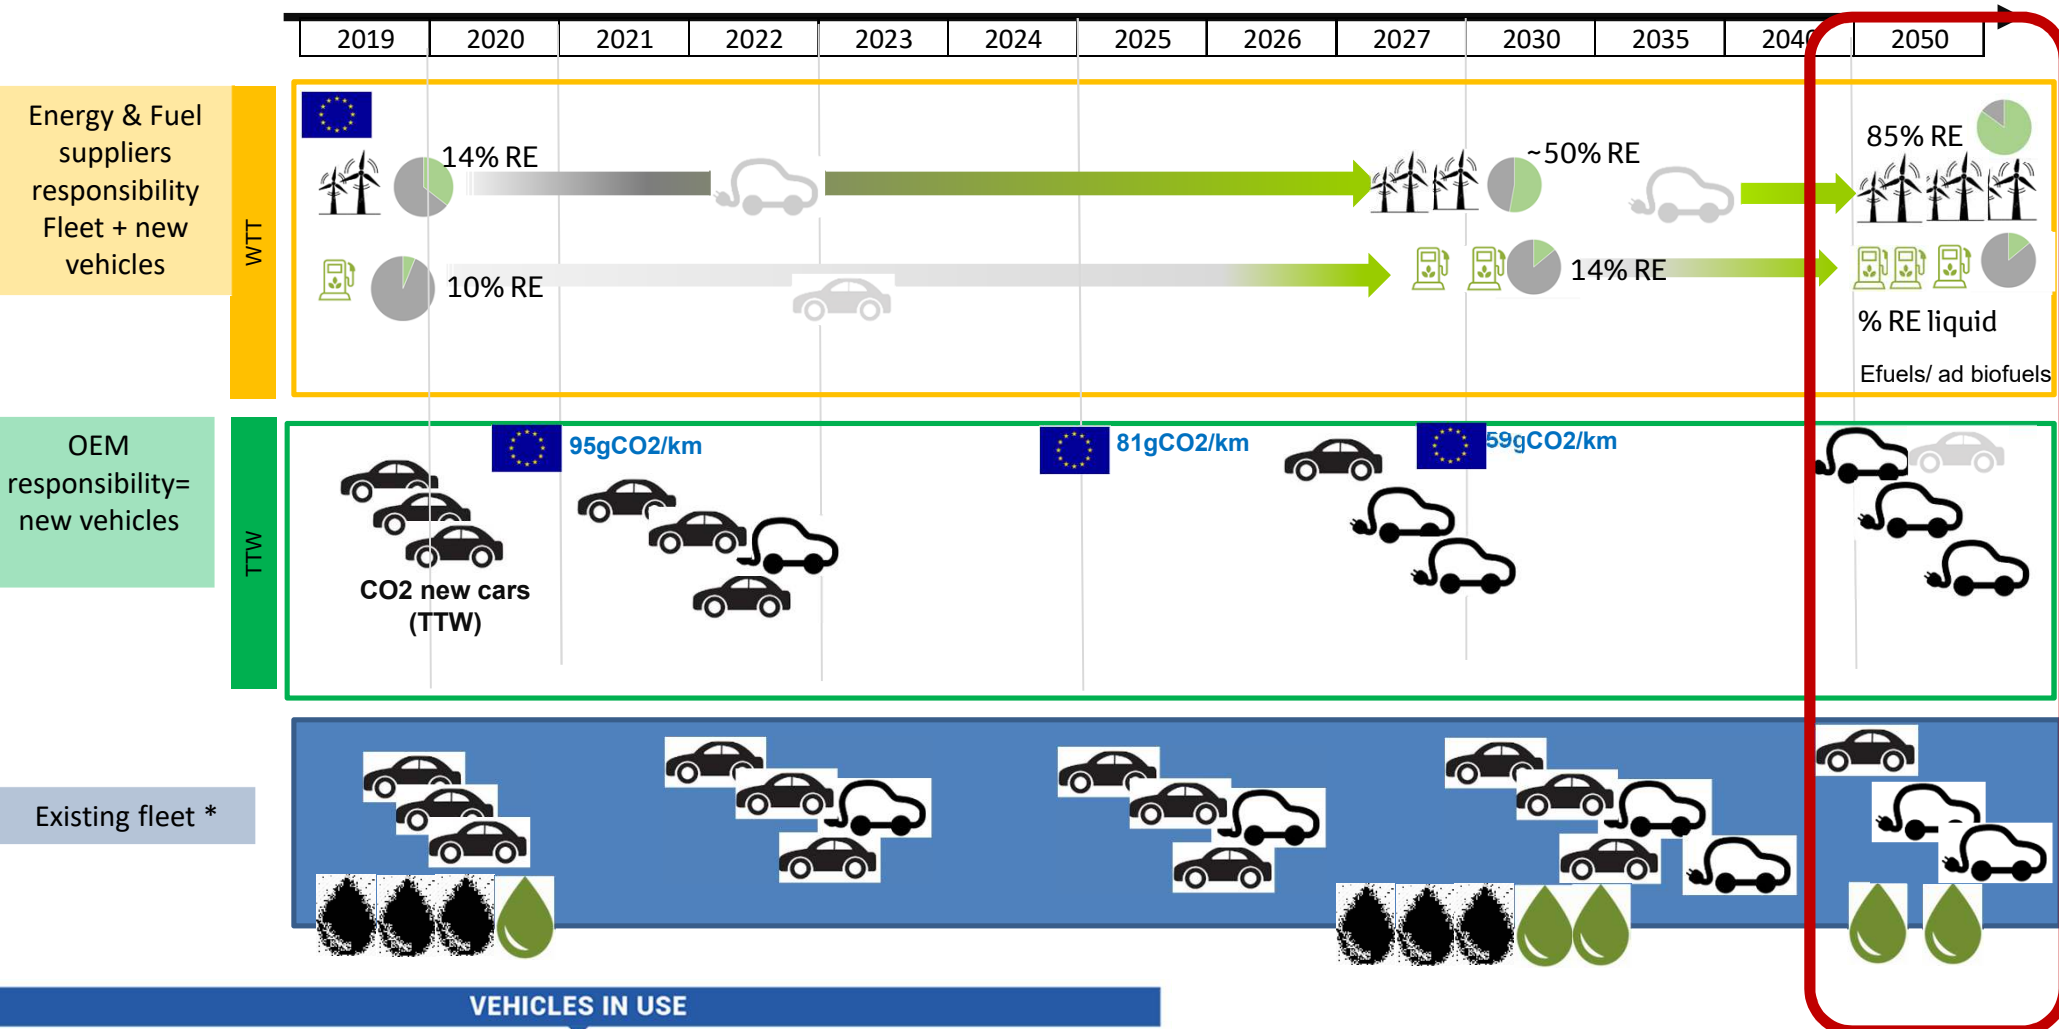 2019 2020 2021 2022 2023 2024 2025 2026 2027 2030 2035 2040 2050
Energy & Fuel
suppliers
responsibility
Fleet + new
vehicles
WTT
14% RE
~50% RE
85% RE
10% RE
14% RE
% RE liquid
Efuels/ ad biofuels
OEM
responsibility=
new vehicles
TTW
95gCO2/km
81gCO2/km
59gCO2/km
CO2 new cars
(TTW)
Existing fleet *
VEHICLES IN USE